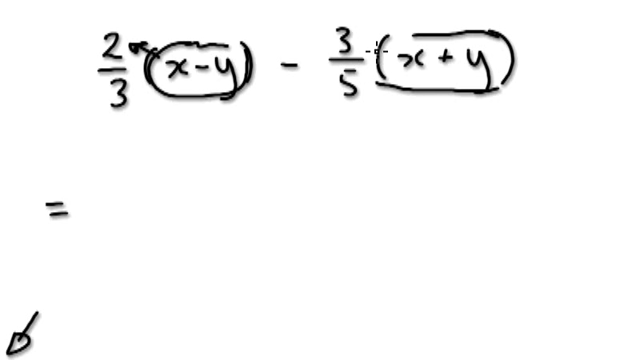 2/3 (x - y) - 3/5 (x + y)
=